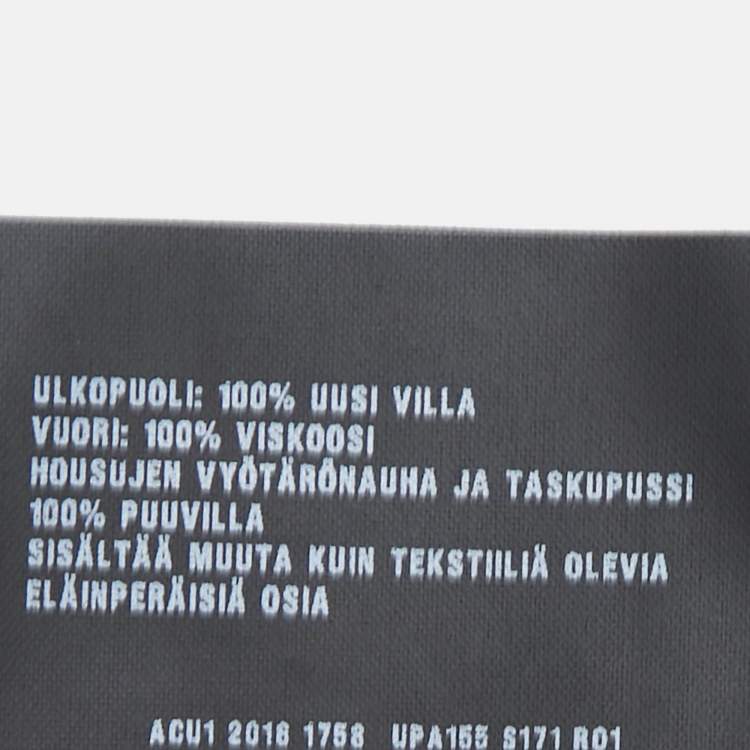 ULKOPUOLI: 100% UUSI VILLA
VUORI: 100% VISKOOSI
HOUSUJEN VYÖTÄRÖNAUHA JA TASKUPUSSI
100% PUUVILLA
SISÄLTÄÄ MUUTA KUIN TEKSTIILIÄ OLEVIA
ELÄINPERÄISIÄ OSIA
ACU1 2018 1758 UPA155 S171 R01